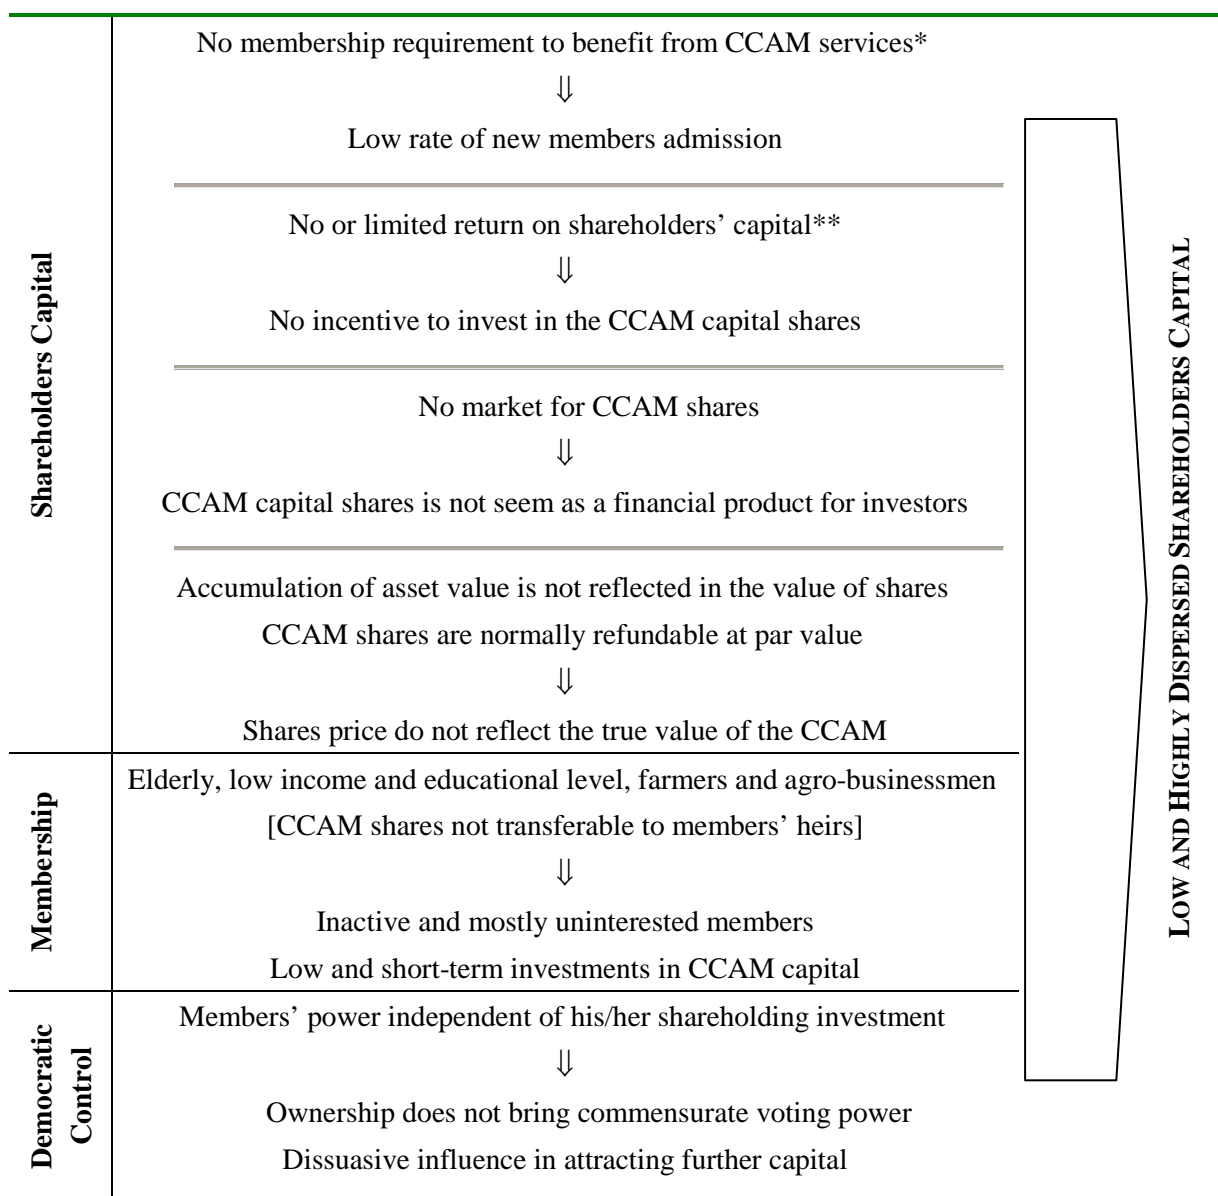 Shareholders Capital
No membership requirement to benefit from CCAM services*
⇓
Low rate of new members admission
No or limited return on shareholders’ capital**
⇓
No incentive to invest in the CCAM capital shares
No market for CCAM shares
⇓
CCAM capital shares is not seem as a financial product for investors
Accumulation of asset value is not reflected in the value of shares
CCAM shares are normally refundable at par value
⇓
Shares price do not reflect the true value of the CCAM
Membership
Elderly, low income and educational level, farmers and agro-businessmen
[CCAM shares not transferable to members’ heirs]
⇓
Inactive and mostly uninterested members
Low and short-term investments in CCAM capital
Democratic
Control
Members’ power independent of his/her shareholding investment
⇓
Ownership does not bring commensurate voting power
Dissuasive influence in attracting further capital
LOW AND HIGHLY DISPERSED SHAREHOLDERS CAPITAL